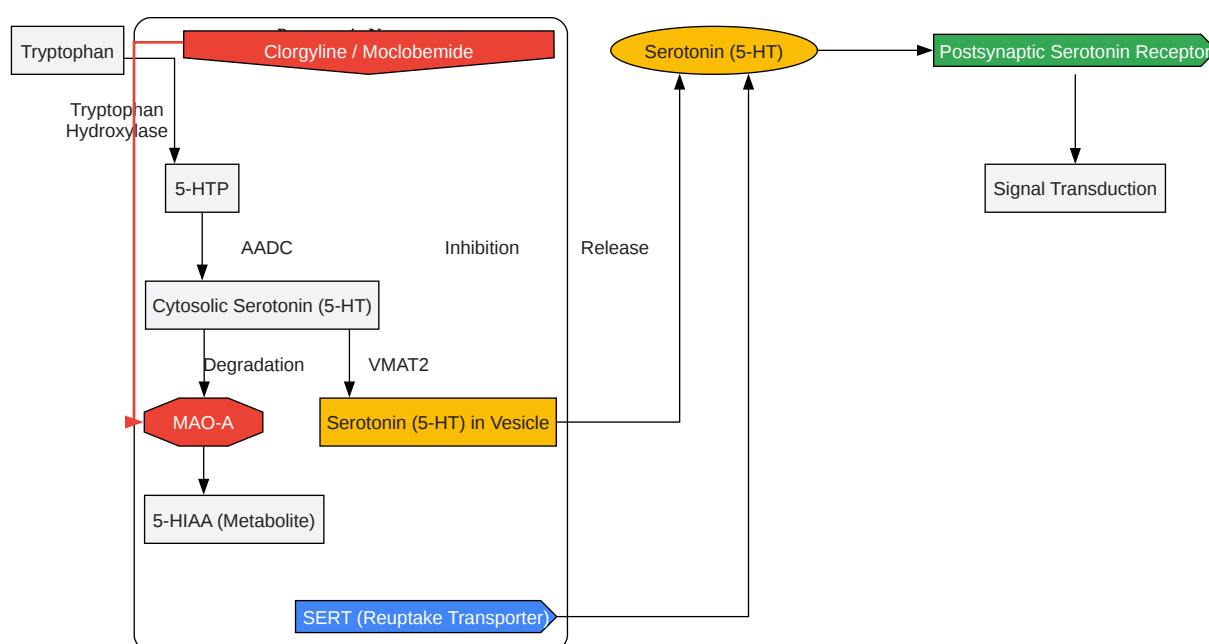 Tryptophan
Clorgyline / Moclobemide
Serotonin (5-HT)
Postsynaptic Serotonin Receptor
Tryptophan
Hydroxylase
5-HTP
Signal Transduction
AADC
Inhibition
Release
Cytosolic Serotonin (5-HT)
Degradation
VMAT2
MAO-A
Serotonin (5-HT) in Vesicle
5-HIAA (Metabolite)
SERT (Reuptake Transporter)